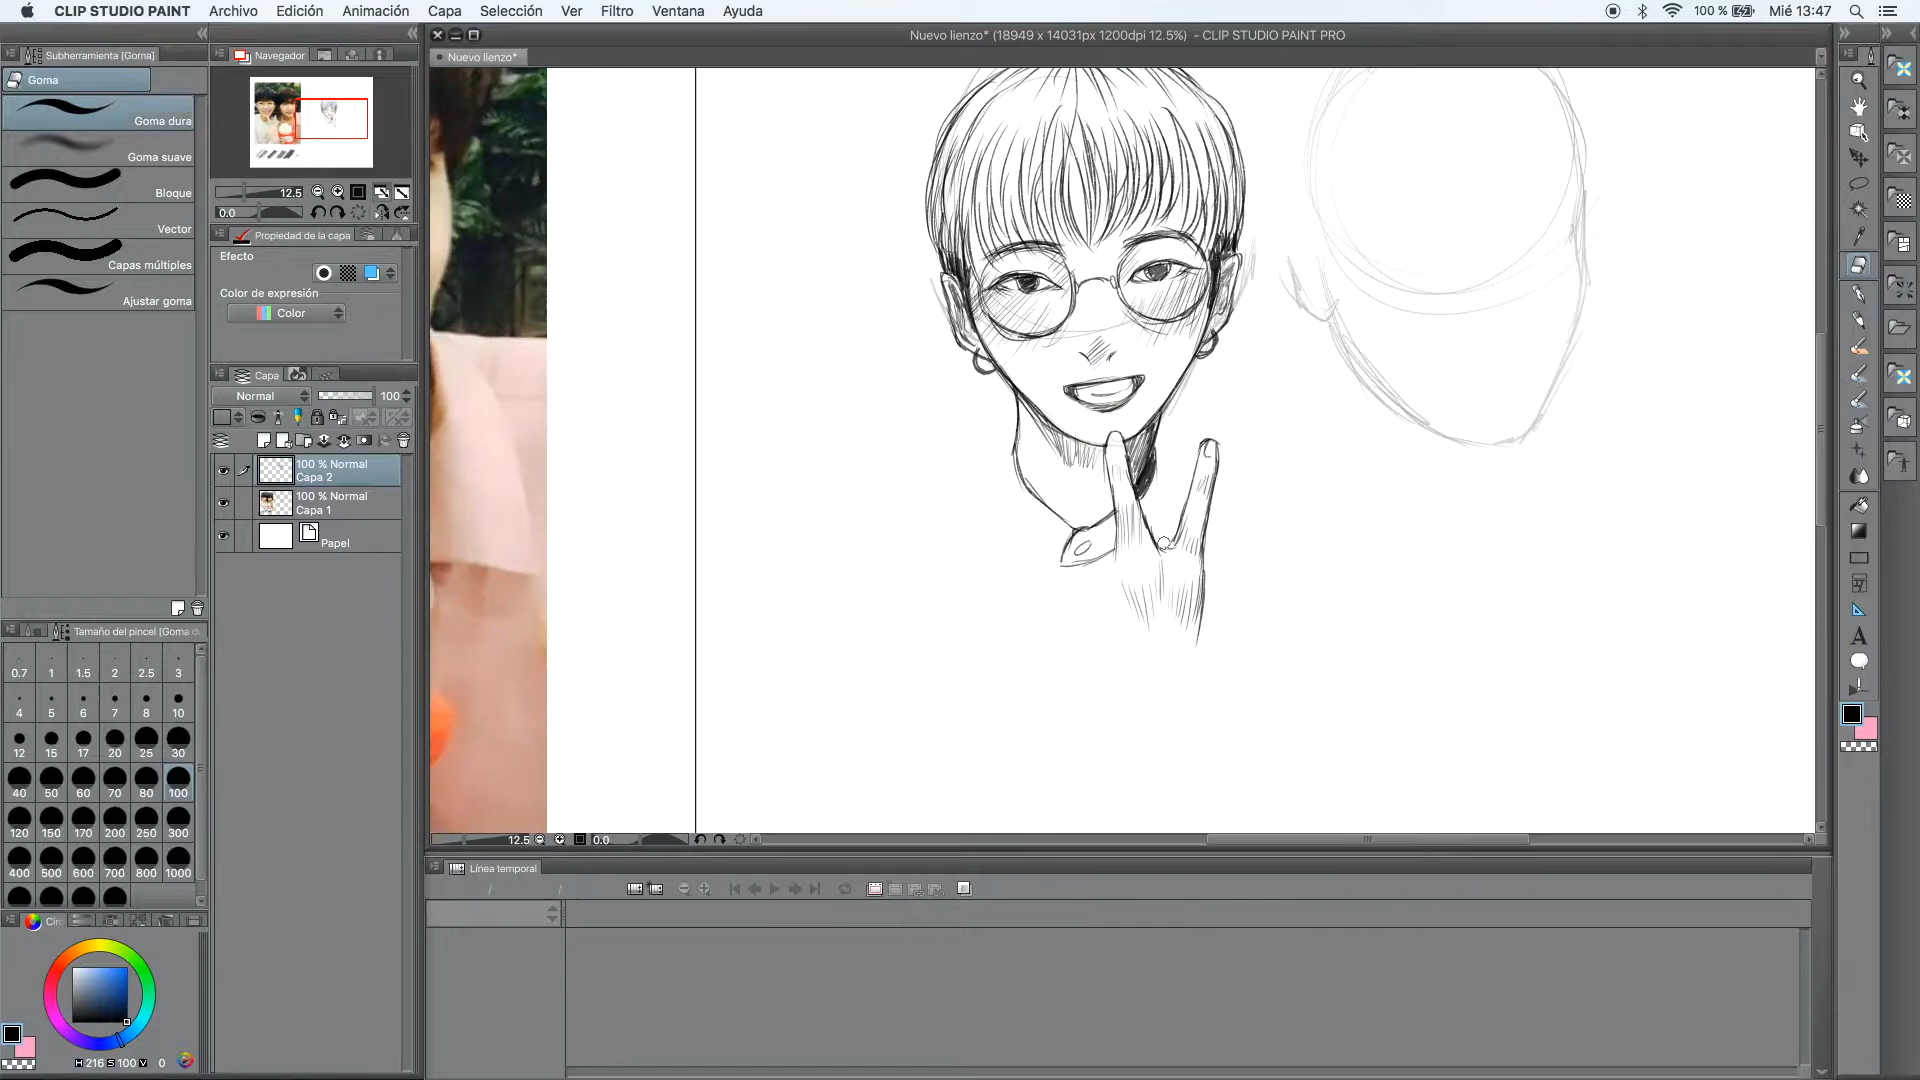 CLIP STUDIO PAINT Archivo Edición Animación Capa Selección Ver Filtro Ventana Ayuda
100 % Mié 13:47
Nuevo lienzo* (18949 x 14031px 1200dpi 12.5%) - CLIP STUDIO PAINT PRO
Subherramienta [Goma]
Navegador
Nuevo lienzo*
Goma
Goma dura
Goma suave
Bloque
Vector
Capas múltiples
Ajustar goma
12.5
0.0
Propiedad de la capa
Efecto
Color de expresión
Color
Capa
Normal 100
100 % Normal
Capa 2
100 % Normal
Capa 1
Papel
Tamaño del pincel [Goma d
0.7 1 1.5 2 2.5 3
4 5 6 7 8 10
12 15 17 20 25 30
40 50 60 70 80 100
120 150 170 200 250 300
400 500 600 700 800 1000
Círc
H 216 S 100 V 0
12.5 0.0
Línea temporal
/ /
A